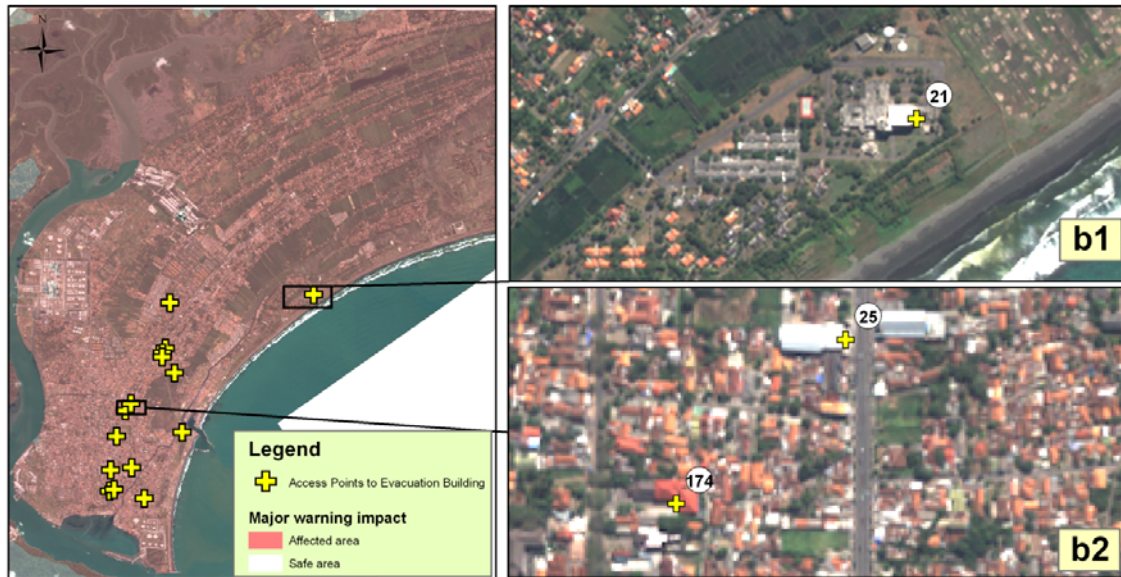 N
21
b1
25
174
b2
Legend
Access Points to Evacuation Building
Major warning impact
Affected area
Safe area